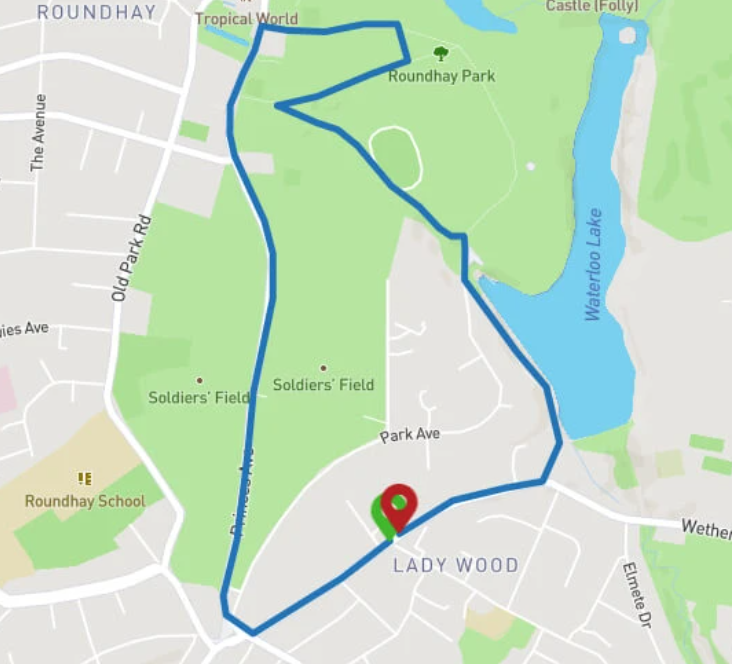 Castle (Folly)
ROUNDHAY
Tropical World
Roundhay Park
The Avenue
Old Park Rd
Waterloo Lake
Soldiers' Field
Soldiers' Field
Park Ave
Roundhay School
Princes Ave
LADY WOOD
Wether
Elmete Dr
ies Ave